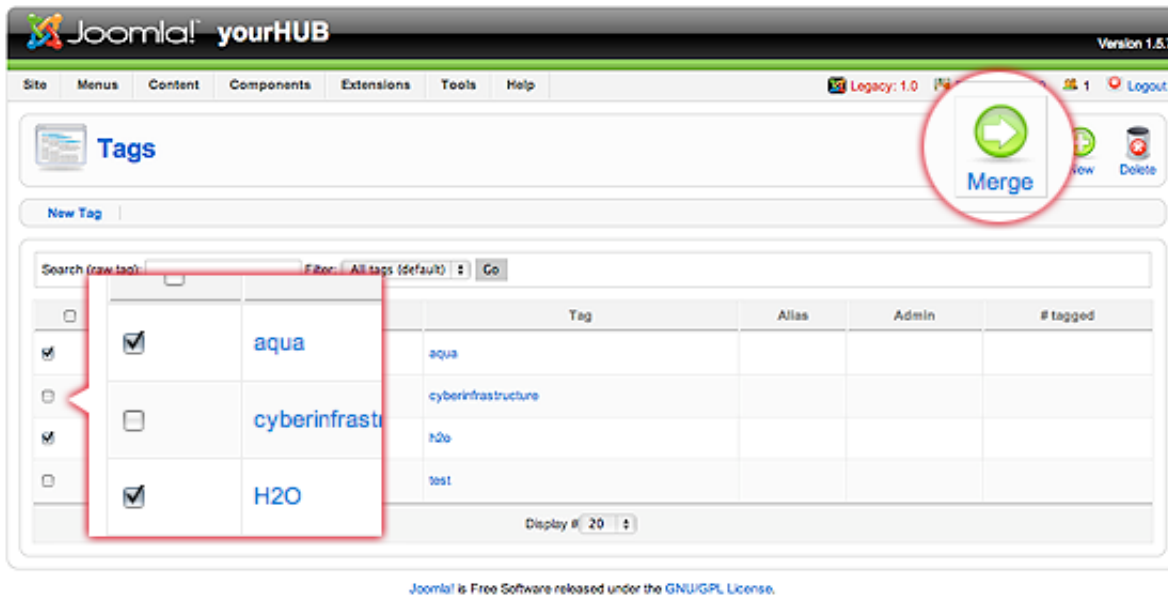 Joomla! yourHUB
Version 1.5.
Site Menus Content Components Extensions Tools Help Legacy: 1.0 1 Logout
Tags
Merge
New
Delete
New Tag
Search (raw tag): Filter: All tags (default) Go
Tag Alias Admin # tagged
aqua
cyberinfrastructure
h2o
test
aqua
cyberinfrastr
H2O
Display # 20
Joomla! is Free Software released under the GNU/GPL License.